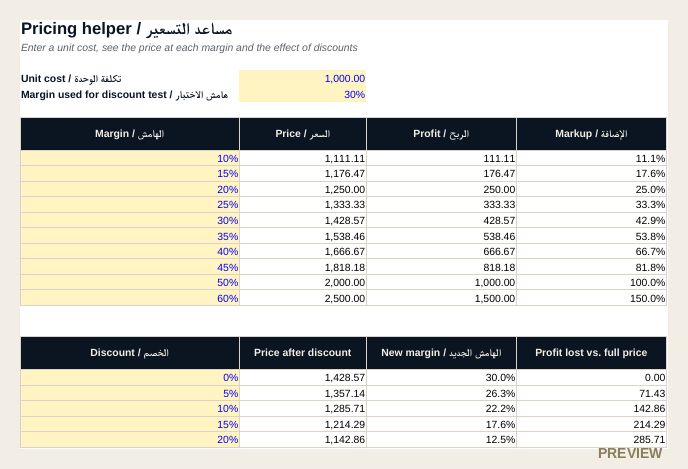 Pricing helper / مساعد التسعير
Enter a unit cost, see the price at each margin and the effect of discounts
Unit cost / تكلفة الوحدة 1,000.00
Margin used for discount test / هامش الاختبار 30%
Margin / الهامش Price / السعر Profit / الربح Markup / الإضافة
10% 1,111.11 111.11 11.1%
15% 1,176.47 176.47 17.6%
20% 1,250.00 250.00 25.0%
25% 1,333.33 333.33 33.3%
30% 1,428.57 428.57 42.9%
35% 1,538.46 538.46 53.8%
40% 1,666.67 666.67 66.7%
45% 1,818.18 818.18 81.8%
50% 2,000.00 1,000.00 100.0%
60% 2,500.00 1,500.00 150.0%
Discount / الخصم Price after discount New margin / الهامش الجديد Profit lost vs. full price
0% 1,428.57 30.0% 0.00
5% 1,357.14 26.3% 71.43
10% 1,285.71 22.2% 142.86
15% 1,214.29 17.6% 214.29
20% 1,142.86 12.5% 285.71
PREVIEW